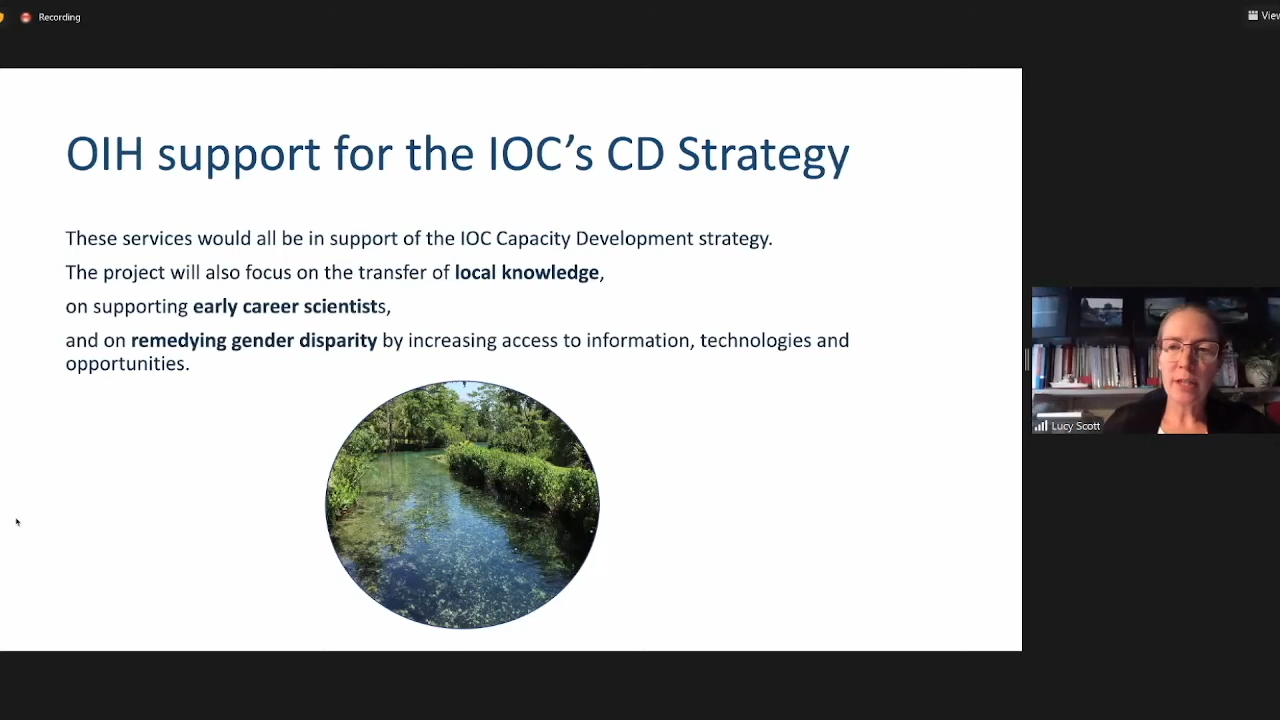 Recording
View
OIH support for the IOC’s CD Strategy
These services would all be in support of the IOC Capacity Development strategy.
The project will also focus on the transfer of local knowledge,
on supporting early career scientists,
and on remedying gender disparity by increasing access to information, technologies and
opportunities.
Lucy Scott